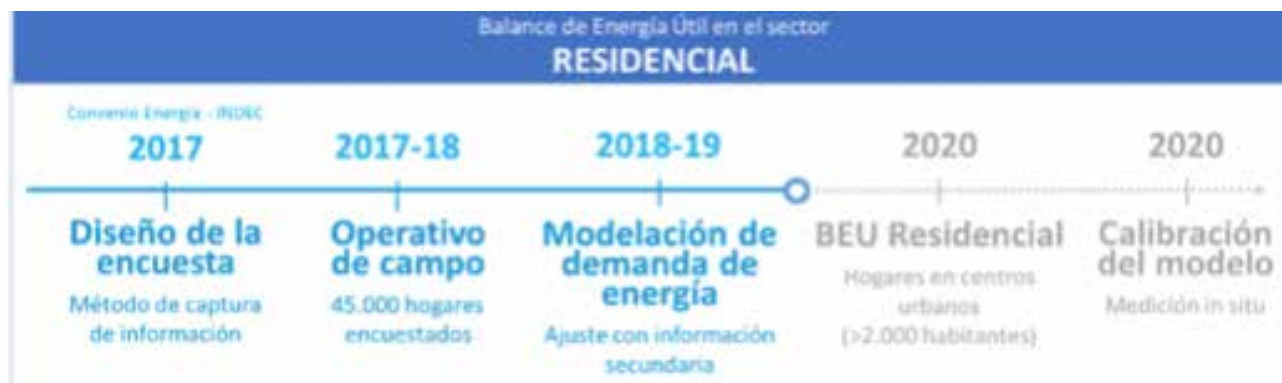 Balance de Energía Útil en el sector
RESIDENCIAL
Convenio Energía - INDEC
2017
2017-18
2018-19
2020
2020
Diseño de la
encuesta
Método de captura
de información
Operativo
de campo
45.000 hogares
encuestados
Modelación de
demanda de
energía
Ajuste con información
secundaria
BEU Residencial
Hogares en centros
urbanos
(>2.000 habitantes)
Calibración
del modelo
Medición in situ